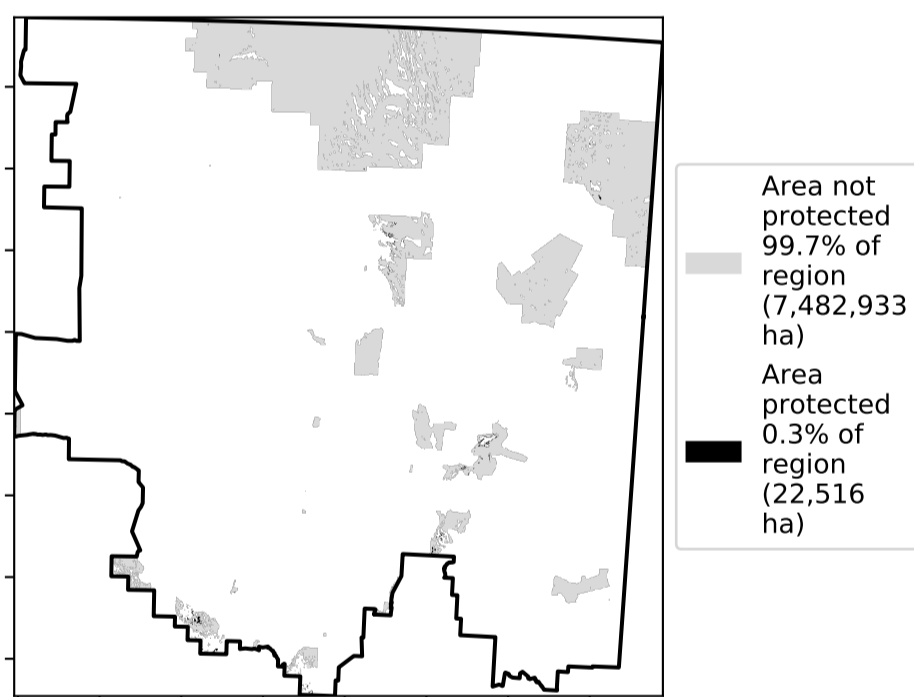 Area not
protected
99.7% of
region
(7,482,933
ha)
Area
protected
0.3% of
region
(22,516
ha)